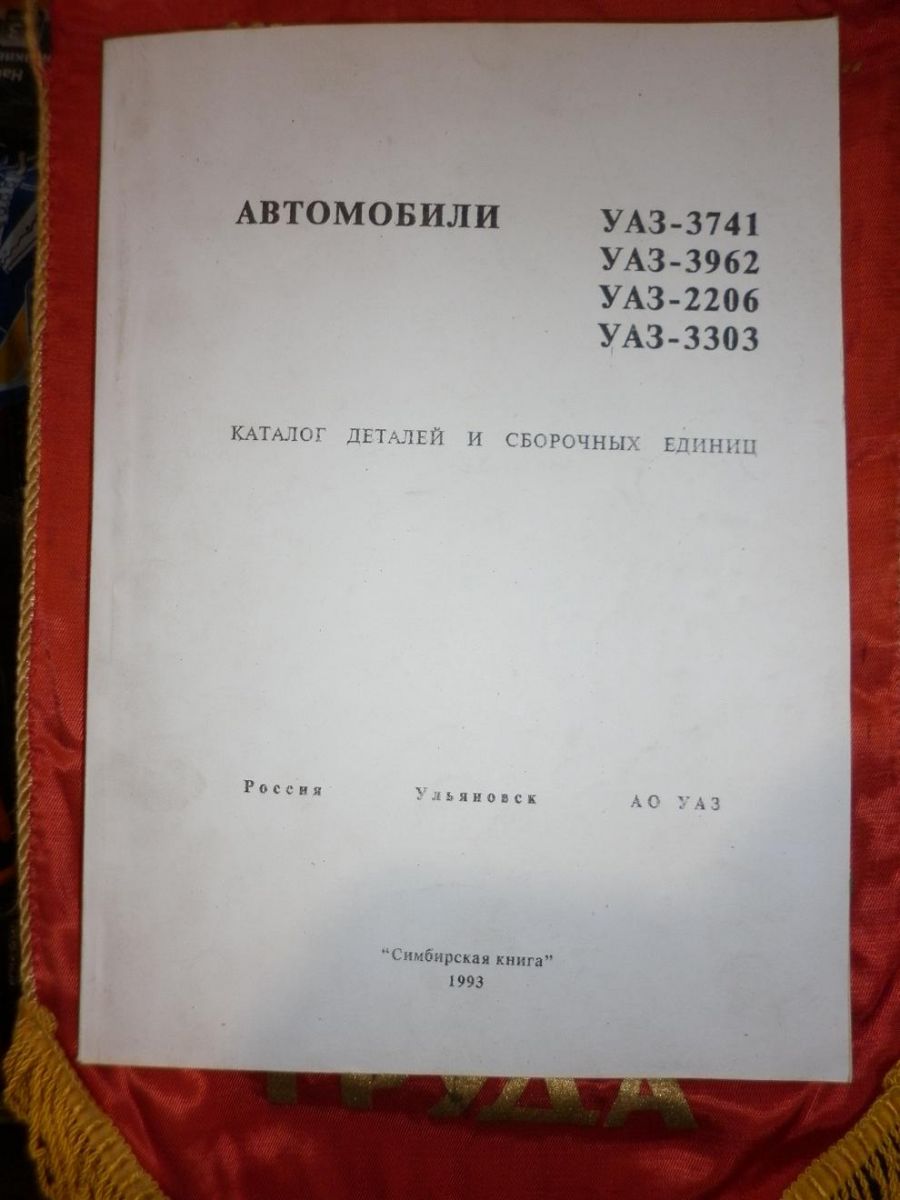 АВТОМОБИЛИ УАЗ-3741
УАЗ-3962
УАЗ-2206
УАЗ-3303
КАТАЛОГ ДЕТАЛЕЙ И СБОРОЧНЫХ ЕДИНИЦ
Россия Ульяновск АО УАЗ
"Симбирская книга"
1993
ТРУДА